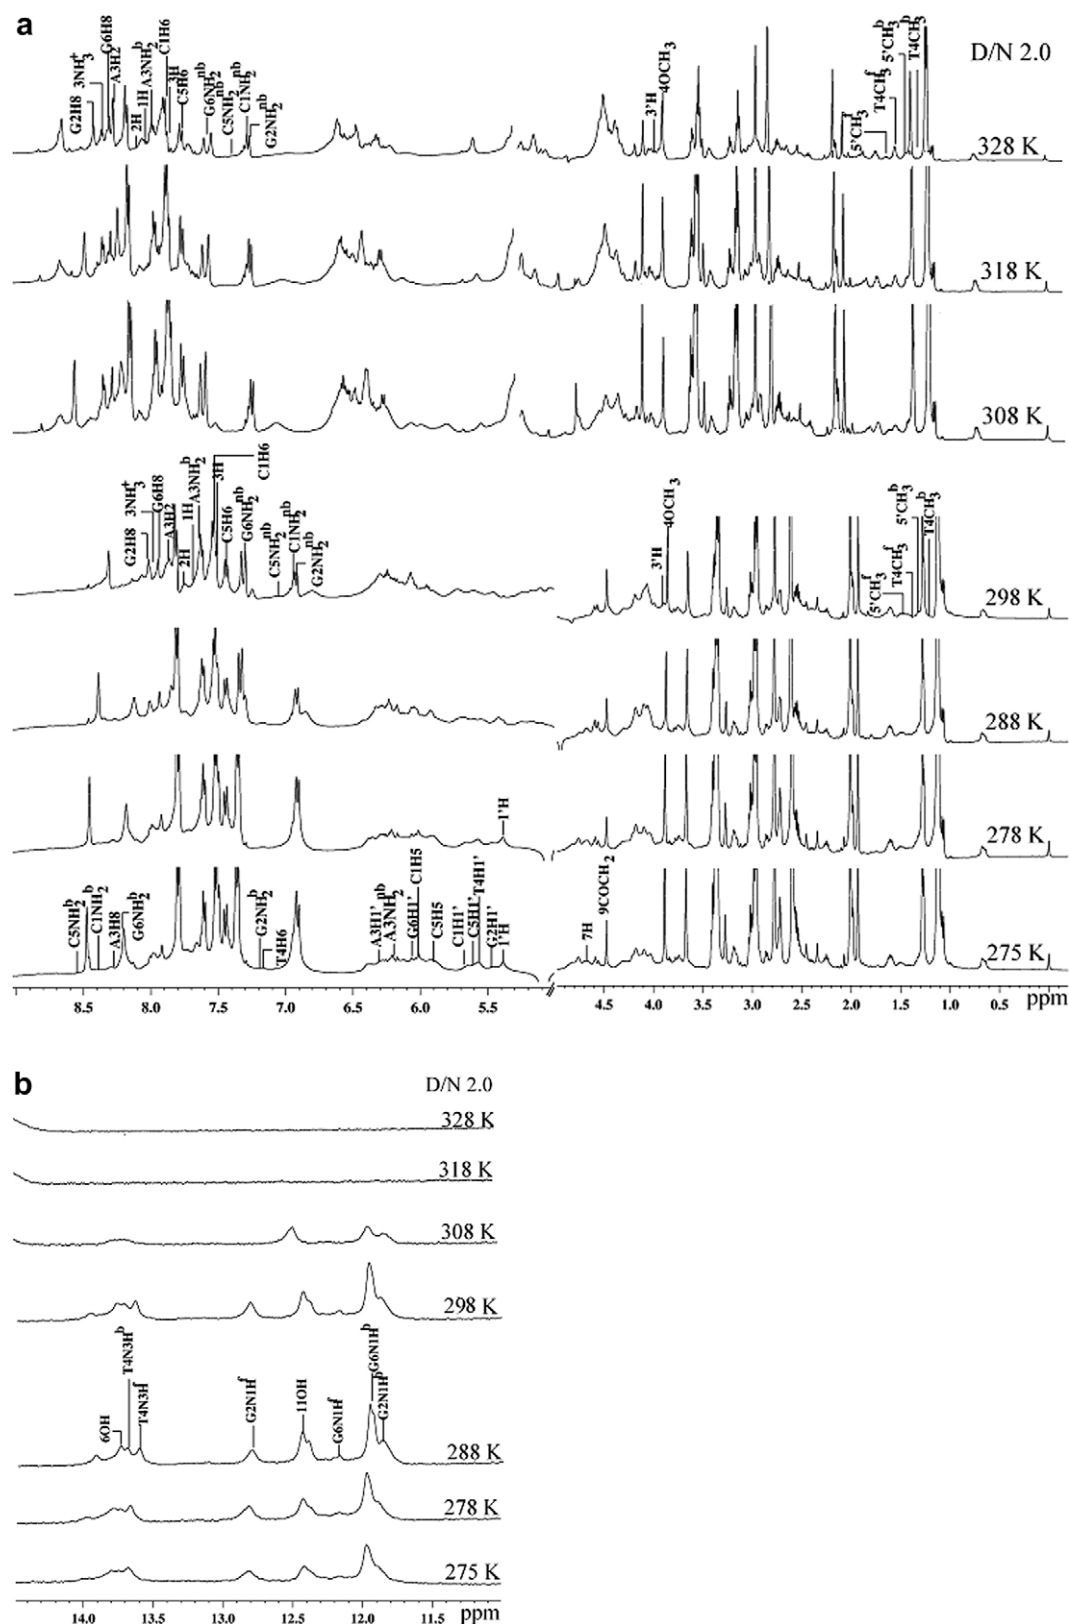 a
D/N 2.0
G2H8
3NH3+
G6H8
A3H2
2H
1H
A3NH2b
C1H6
3H
C5H6
G6NH2nb
C5NH2nb
C1NH2nb
G2NH2nb
3'H
4OCH3
5'CH3f
T4CH3f
5'CH3b
T4CH3b
328 K
318 K
308 K
G2H8
3NH3+
G6H8
A3H2
2H
1H
A3NH2b
3H
C1H6
C5H6
G6NH2nb
C5NH2nb
C1NH2nb
G2NH2nb
3'H
4OCH3
5'CH3f
T4CH3f
5'CH3b
T4CH3b
298 K
288 K
1'H
278 K
C5NH2b
C1NH2b
A3H8
G6NH2b
G2NH2b
T4H6
A3H1'
A3NH2nb
G6H1'
C1H5
C5H5
C1H1'
C5H1'
T4H1'
G2H1'
1'H
7H
9COCH2
275 K
8.5 8.0 7.5 7.0 6.5 6.0 5.5 4.5 4.0 3.5 3.0 2.5 2.0 1.5 1.0 0.5 ppm
b
D/N 2.0
328 K
318 K
308 K
298 K
6OH
T4N3Hb
T4N3Hf
G2N1Hf
11OH
G6N1Hf
G6N1Hb
G2N1Hb
288 K
278 K
275 K
14.0 13.5 13.0 12.5 12.0 11.5 ppm